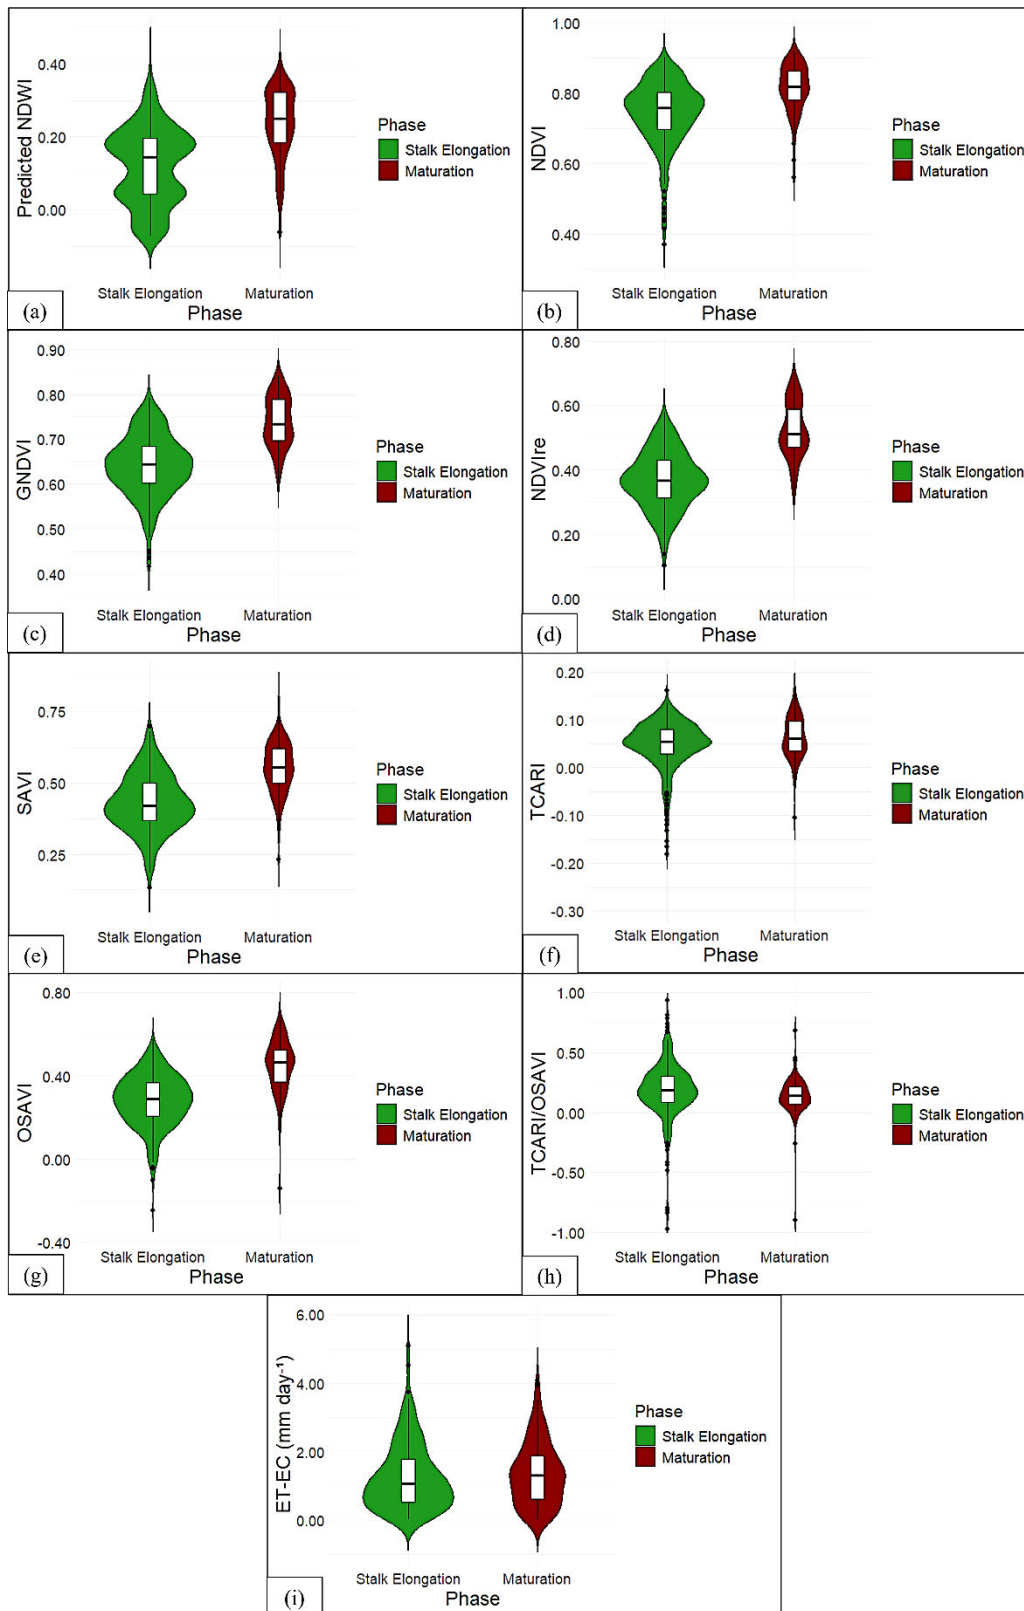 Predicted NDWI
0.40
0.20
0.00
Stalk Elongation Maturation
Phase
Phase
Stalk Elongation
Maturation
(a)
NDVI
1.00
0.80
0.60
0.40
Stalk Elongation Maturation
Phase
Phase
Stalk Elongation
Maturation
(b)
GNDVI
0.90
0.80
0.70
0.60
0.50
0.40
Stalk Elongation Maturation
Phase
Phase
Stalk Elongation
Maturation
(c)
NDVIre
0.80
0.60
0.40
0.20
0.00
Stalk Elongation Maturation
Phase
Phase
Stalk Elongation
Maturation
(d)
SAVI
0.75
0.50
0.25
Stalk Elongation Maturation
Phase
Phase
Stalk Elongation
Maturation
(e)
TCARI
0.20
0.10
0.00
-0.10
-0.20
-0.30
Stalk Elongation Maturation
Phase
Phase
Stalk Elongation
Maturation
(f)
OSAVI
0.80
0.40
0.00
-0.40
Stalk Elongation Maturation
Phase
Phase
Stalk Elongation
Maturation
(g)
TCARI/OSAVI
1.00
0.50
0.00
-0.50
-1.00
Stalk Elongation Maturation
Phase
Phase
Stalk Elongation
Maturation
(h)
ET-EC (mm day⁻¹)
6.00
4.00
2.00
0.00
Stalk Elongation Maturation
Phase
Phase
Stalk Elongation
Maturation
(i)